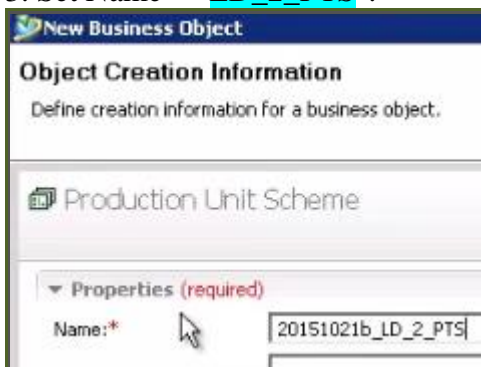 New Business Object
Object Creation Information
Define creation information for a business object.
Production Unit Scheme
Properties (required)
Name:* 20151021b_LD_2_PTS